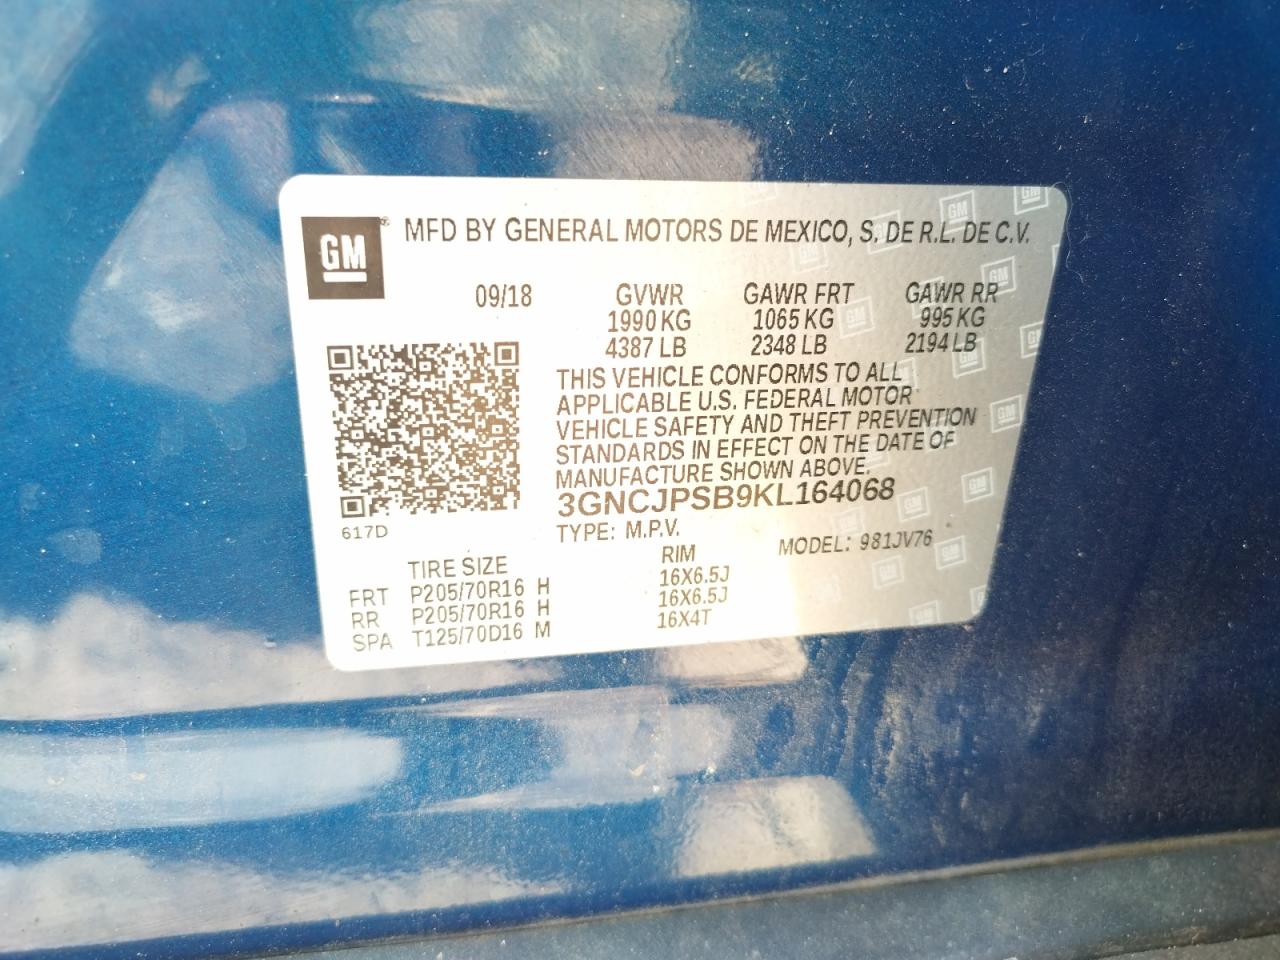 GM® MFD BY GENERAL MOTORS DE MEXICO, S. DE R.L. DE C.V.
09/18 GVWR GAWR FRT GAWR RR
1990 KG 1065 KG 995 KG
4387 LB 2348 LB 2194 LB
THIS VEHICLE CONFORMS TO ALL
APPLICABLE U.S. FEDERAL MOTOR
VEHICLE SAFETY AND THEFT PREVENTION
STANDARDS IN EFFECT ON THE DATE OF
MANUFACTURE SHOWN ABOVE.
3GNCJPSB9KL164068
617D
TYPE: M.P.V. MODEL: 981JV76
TIRE SIZE RIM
FRT P205/70R16 H 16X6.5J
RR P205/70R16 H 16X6.5J
SPA T125/70D16 M 16X4T